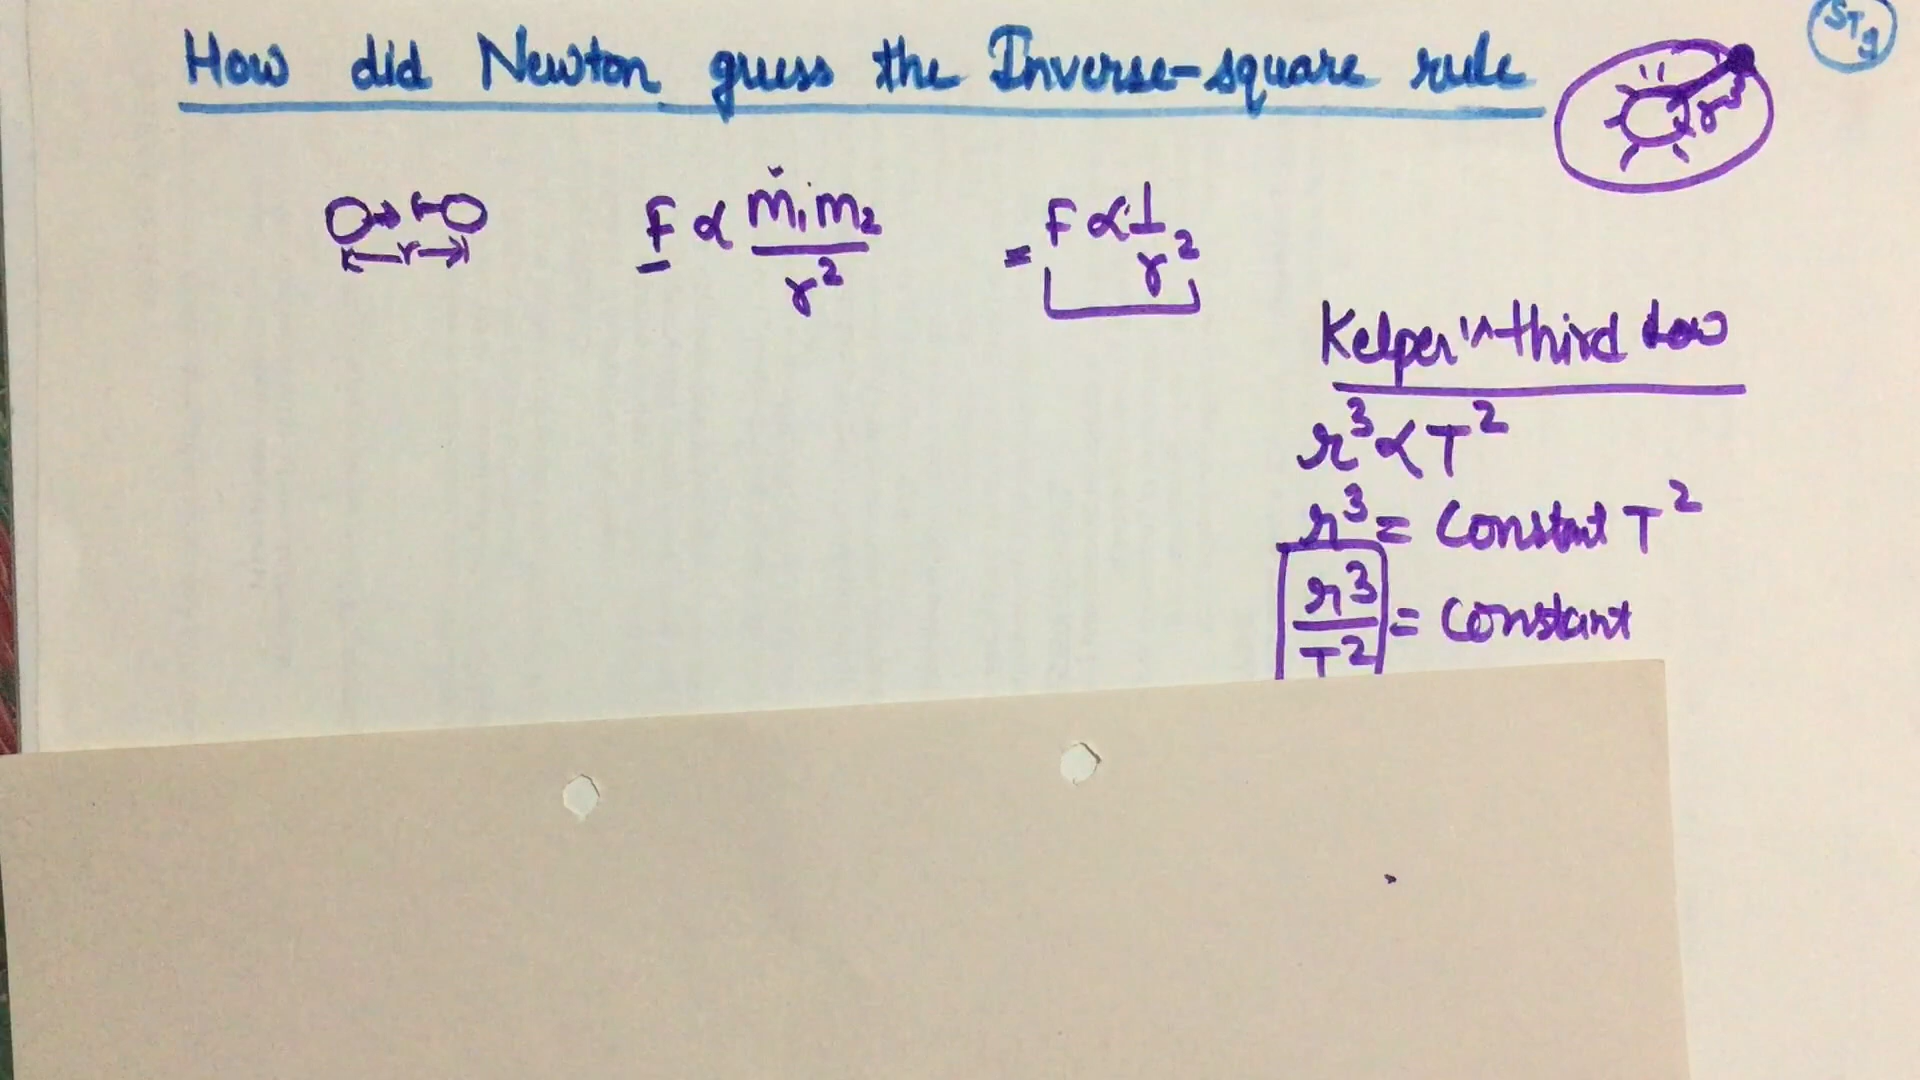 How did Newton guess the Inverse-square rule
STg
r
r
F ∝ m₁m₂/r²
= F ∝ 1/r²
Kelper's third Law
r³ ∝ T²
r³ = Constant T²
r³/T² = Constant